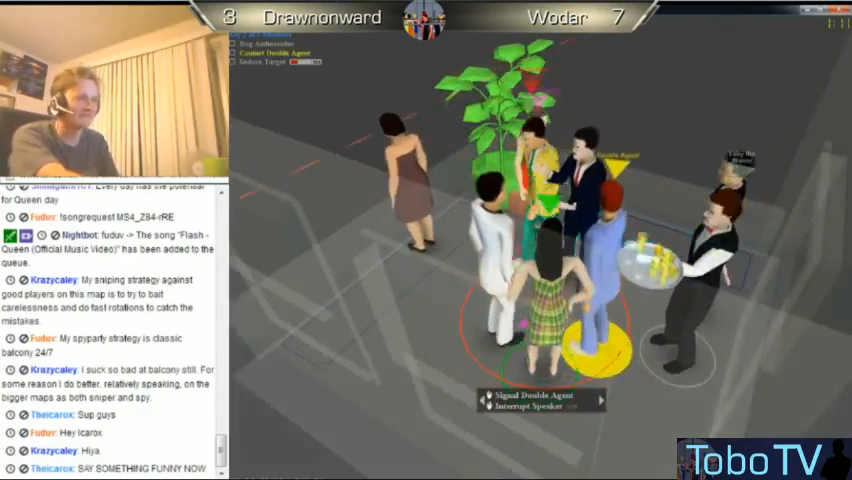 3 Drawnonward Wodar 7
Bug Ambassador
Contact Double Agent
Seduce Target
Double Agent
Every day has the potential
for Queen day
Fuduv: !songrequest MS4_Z84-rRE
Nightbot: fuduv -> The song "Flash -
Queen (Official Music Video)" has been added to the
queue.
Krazycaley: My sniping strategy against
good players on this map is to try to bait
carelessness and do fast rotations to catch the
mistakes
Fuduv: My spyparty strategy is classic
balcony 24/7
Krazycaley: I suck so bad at balcony still. For
some reason I do better, relatively speaking, on the
bigger maps as both sniper and spy.
Theicarox: Sup guys
Fuduv: Hey Icarox
Krazycaley: Hiya.
Theicarox: SAY SOMETHING FUNNY NOW
Signal Double Agent
Interrupt Speaker
ToboTV